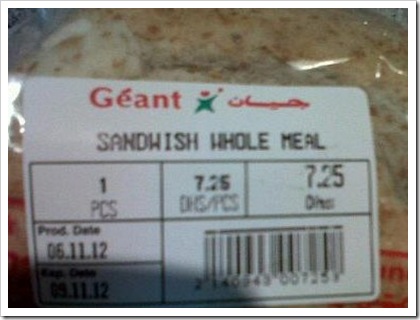 Géant جيان
SANDWISH WHOLE MEAL
1 7.25 7.25
PCS DHS/PCS Dhs
Prod. Date
06.11.12
Exp. Date
09.11.12